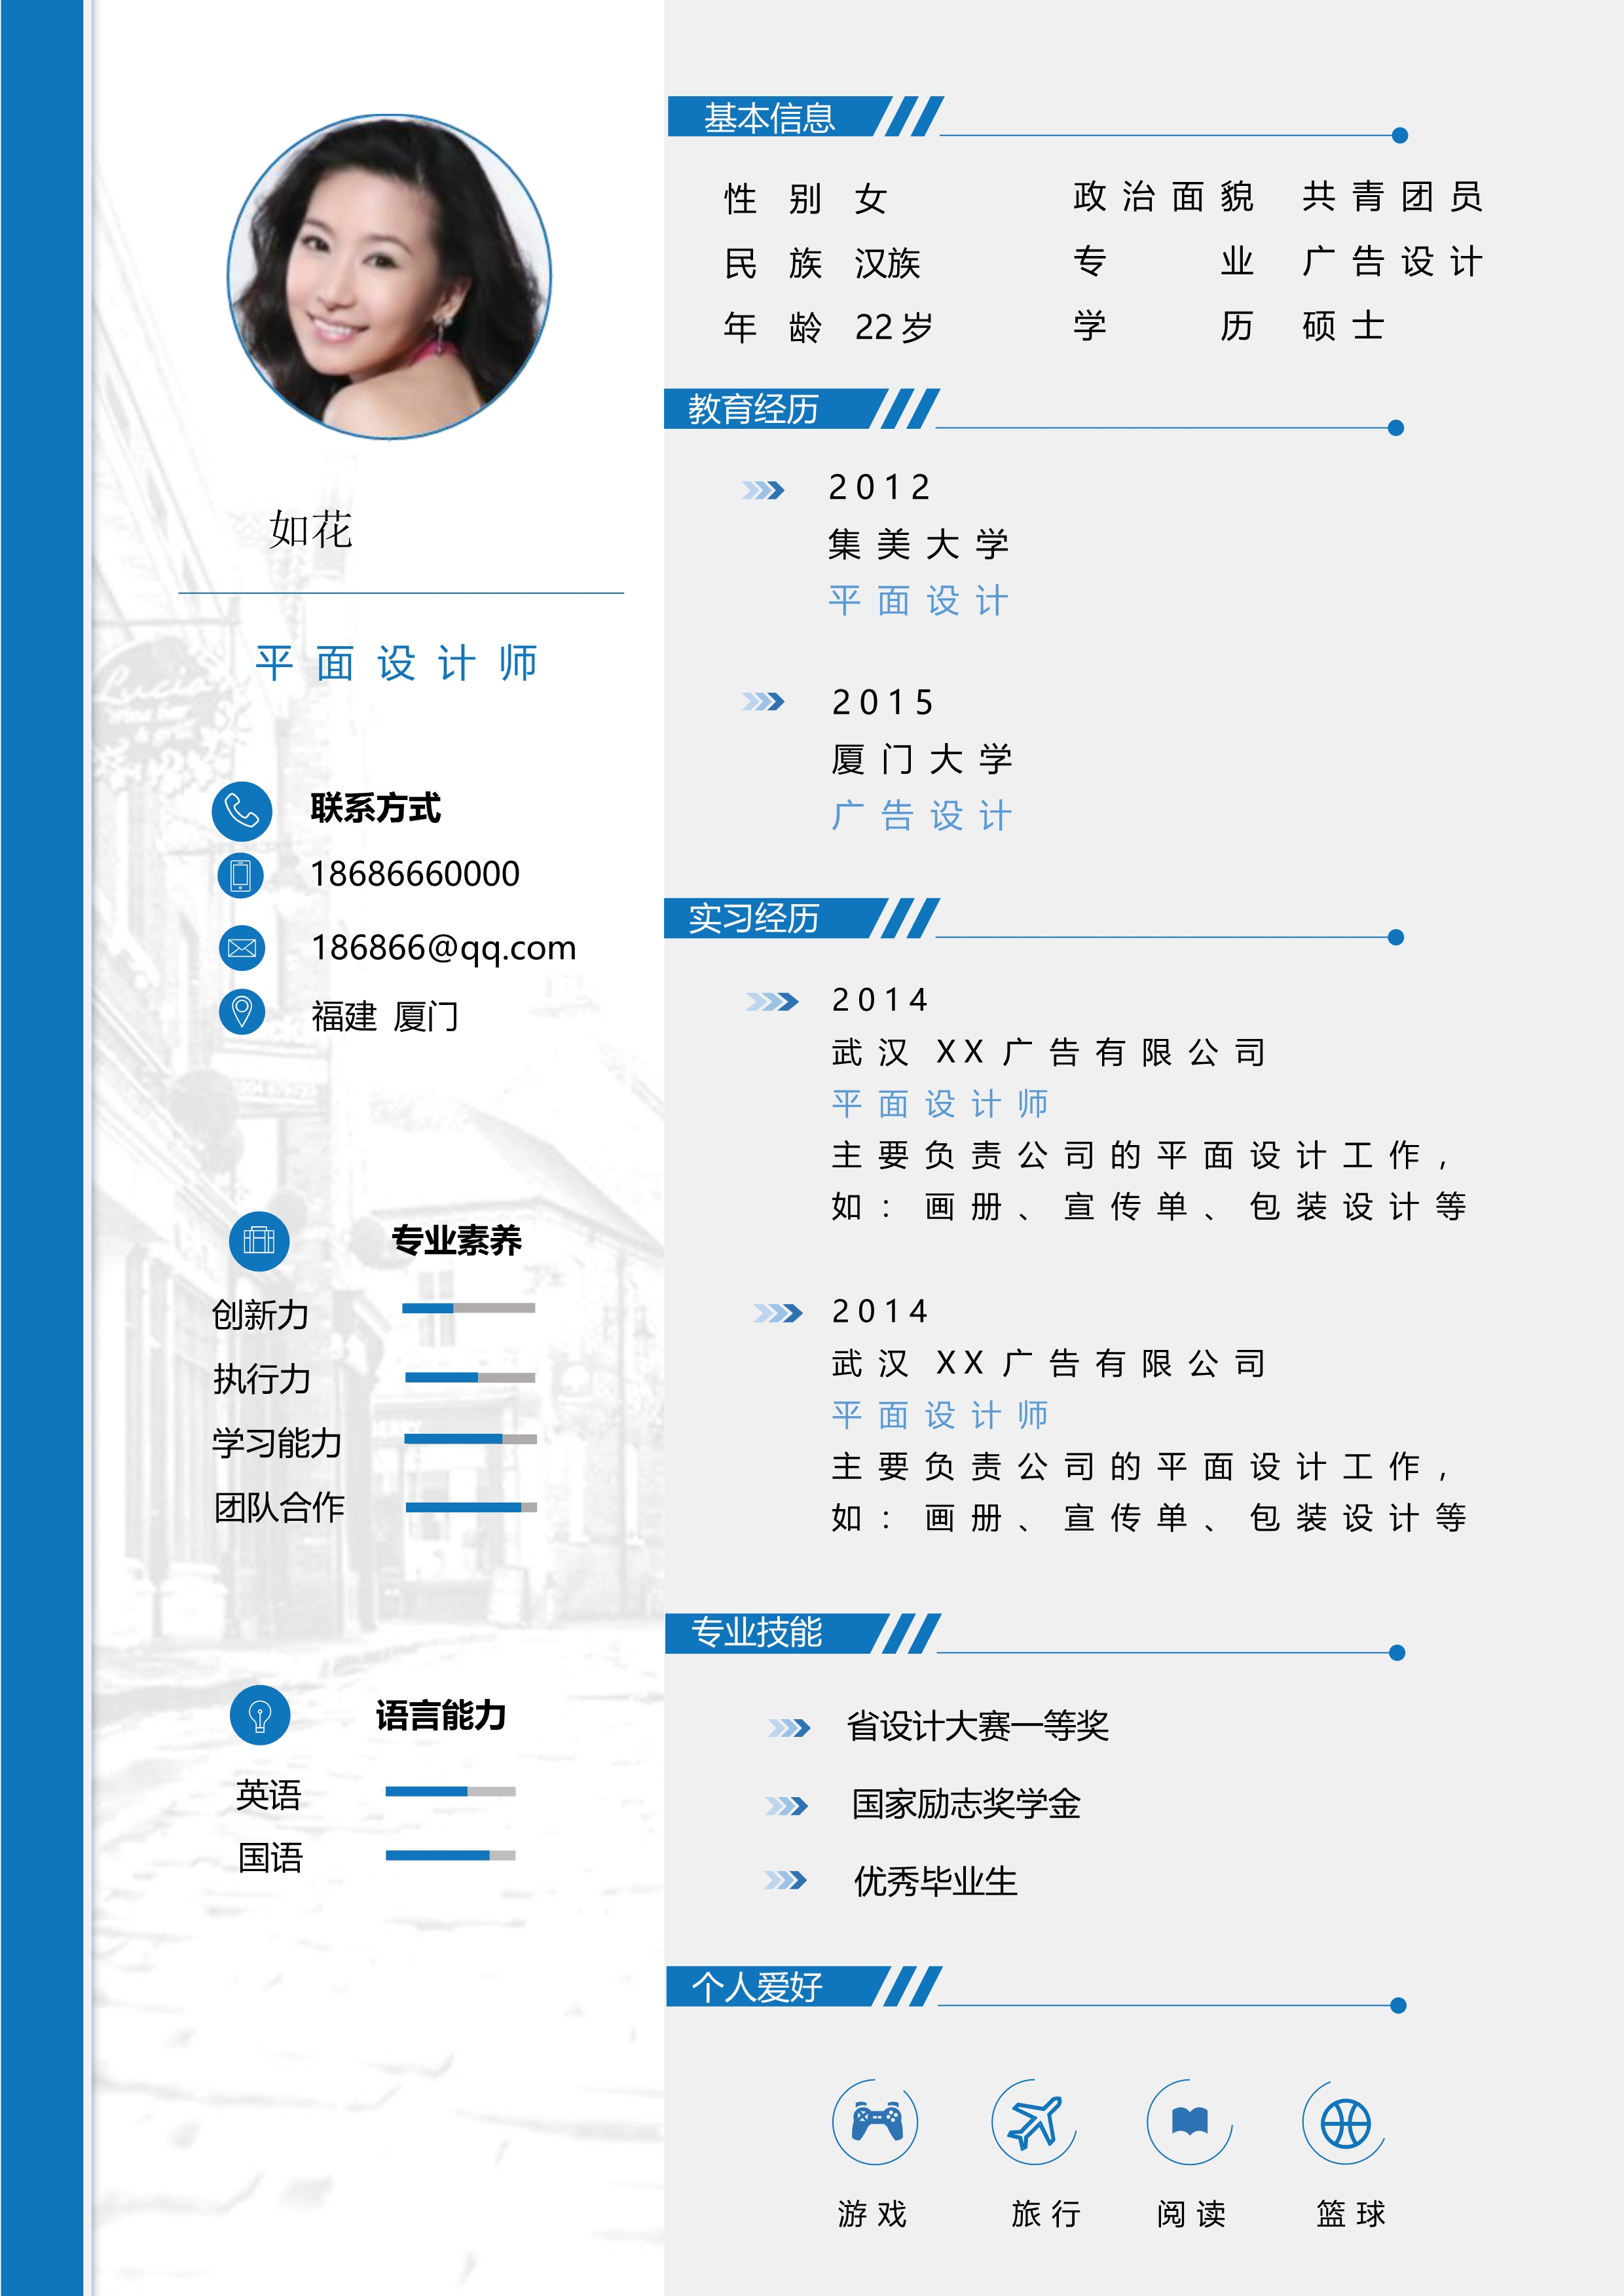 如花
平面设计师
联系方式
18686660000
186866@qq.com
福建 厦门
专业素养
创新力
执行力
学习能力
团队合作
语言能力
英语
国语
基本信息
性 别 女
民 族 汉族
年 龄 22岁
政治面貌 共青团员
专 业 广告设计
学 历 硕士
教育经历
2012
集美大学
平面设计
2015
厦门大学
广告设计
实习经历
2014
武汉 XX广告有限公司
平面设计师
主要负责公司的平面设计工作,
如:画册、宣传单、包装设计等
2014
武汉 XX广告有限公司
平面设计师
主要负责公司的平面设计工作,
如:画册、宣传单、包装设计等
专业技能
省设计大赛一等奖
国家励志奖学金
优秀毕业生
个人爱好
游戏 旅行 阅读 篮球